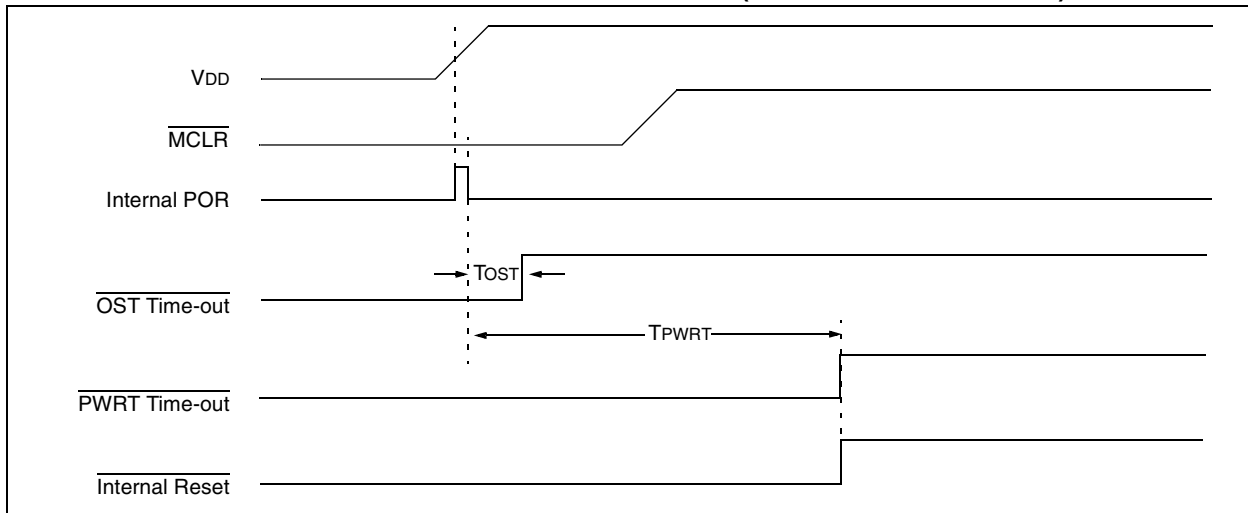 VDD
MCLR
Internal POR
TOST
OST Time-out
TPWRT
PWRT Time-out
Internal Reset